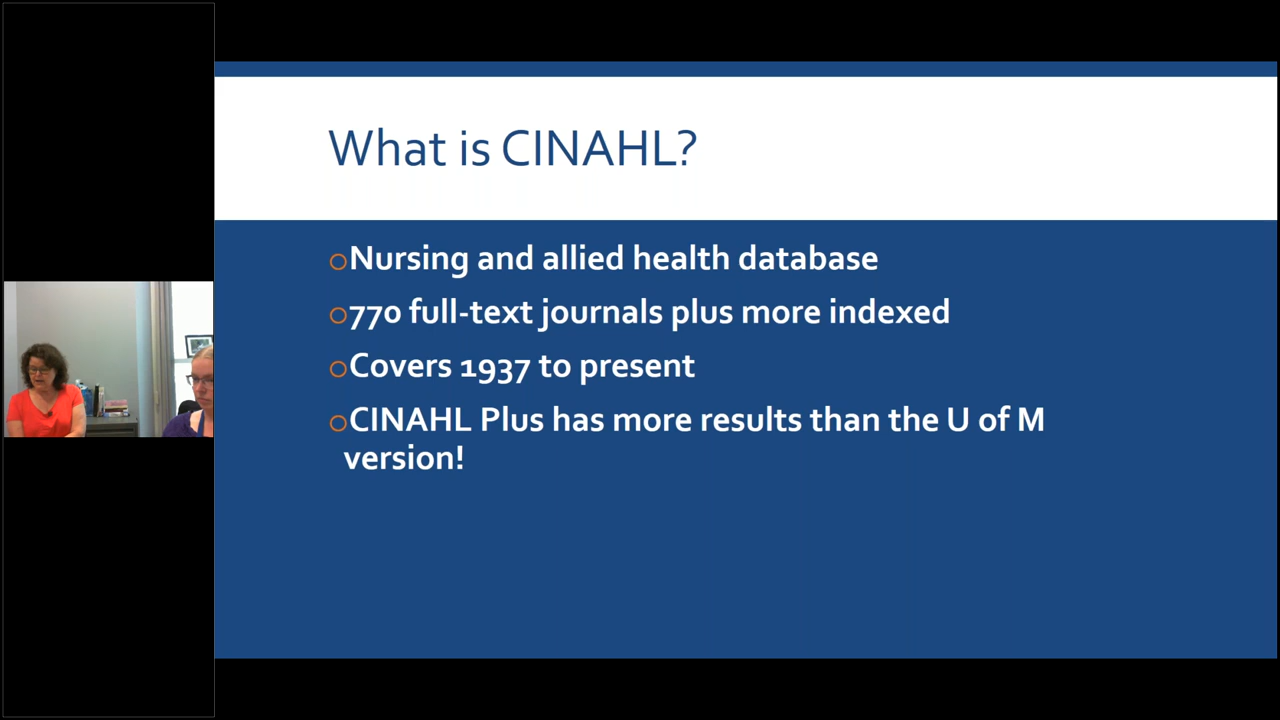 What is CINAHL?
Nursing and allied health database
770 full-text journals plus more indexed
Covers 1937 to present
CINAHL Plus has more results than the U of M
version!